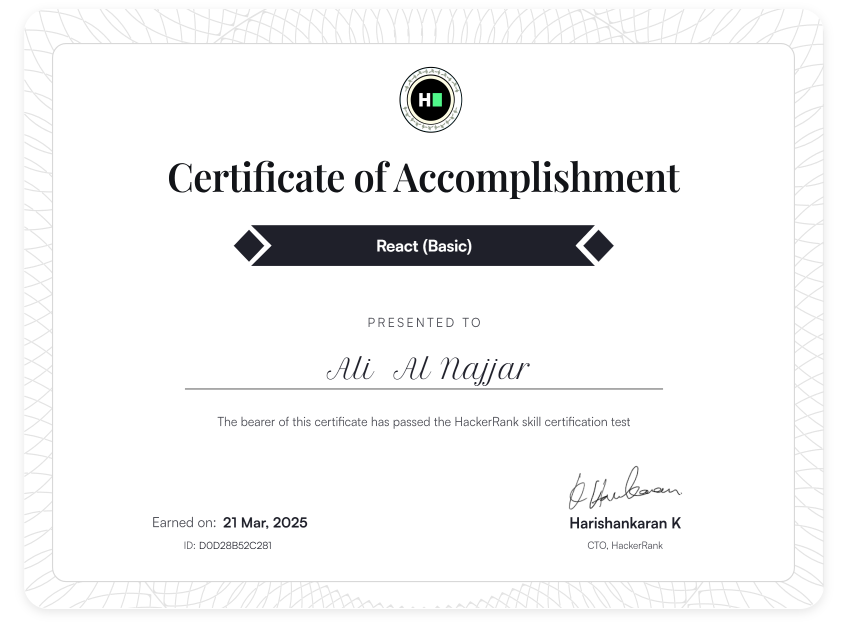 H
Certificate of Accomplishment
React (Basic)
PRESENTED TO
Ali Al Najjar
The bearer of this certificate has passed the HackerRank skill certification test
Earned on: 21 Mar, 2025
ID: D0D28B52C281
Harishankaran K
CTO, HackerRank